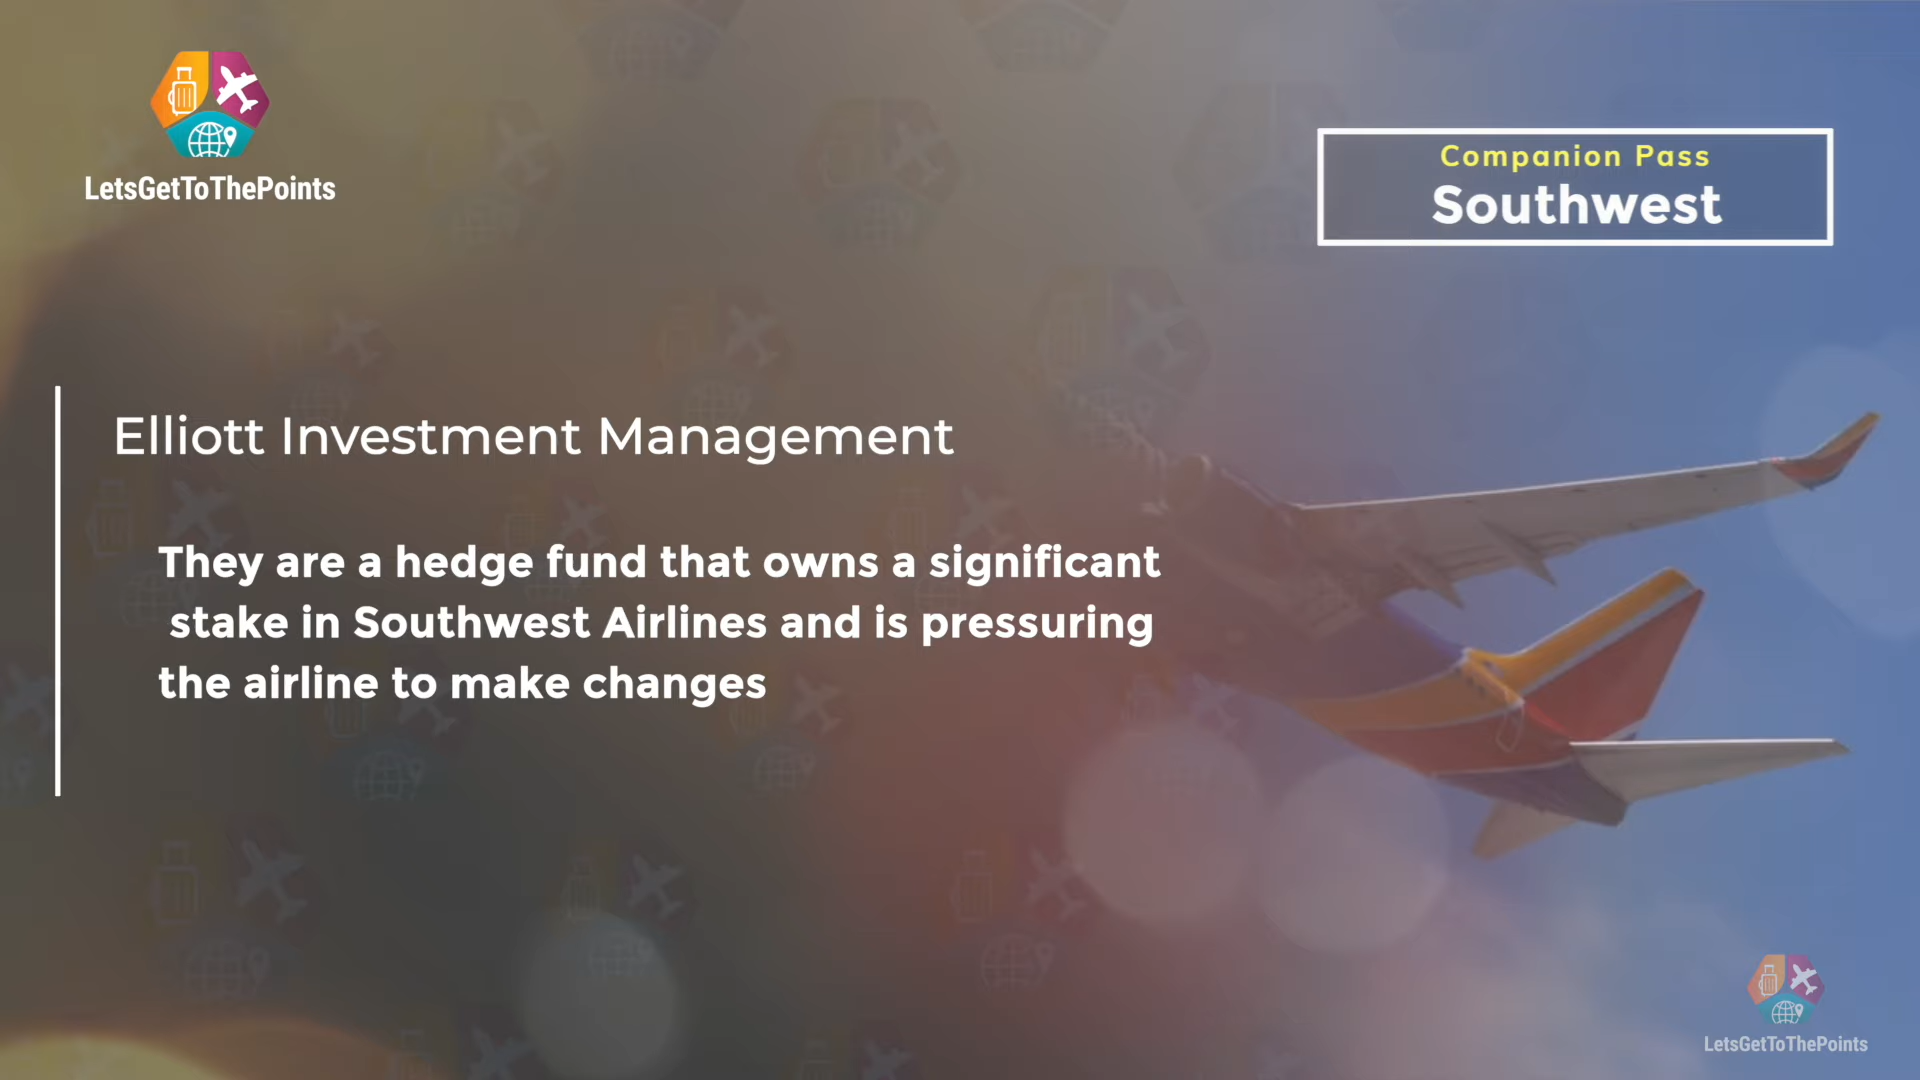 LetsGetToThePoints
Companion Pass
Southwest
Elliott Investment Management
They are a hedge fund that owns a significant
stake in Southwest Airlines and is pressuring
the airline to make changes
LetsGetToThePoints